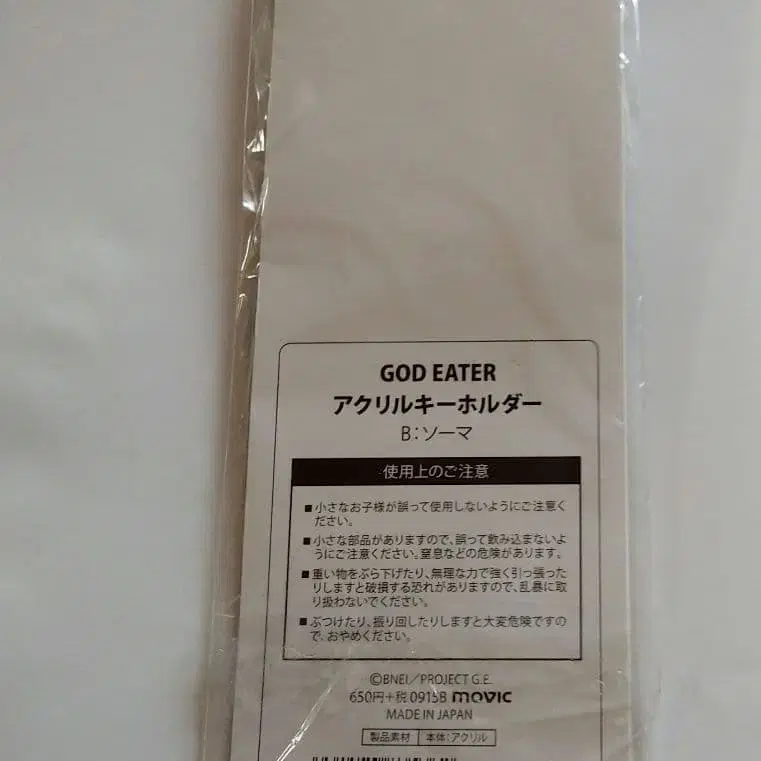 GOD EATER
アクリルキーホルダー
B:ソーマ
使用上のご注意
■小さなお子様が誤って使用しないようにご注意く
ださい。
■小さな部品がありますので、誤って飲み込まないよ
うにご注意ください。窒息などの危険があります。
■重い物をぶら下げたり、無理な力で強く引っ張った
りしますと破損する恐れがありますので、乱暴に取
り扱わないでください。
■ぶつけたり、振り回したりしますと大変危険ですの
で、おやめください。
©BNEI/PROJECT G.E.
650円+税 0915B movic
MADE IN JAPAN
製品素材 本体:アクリル